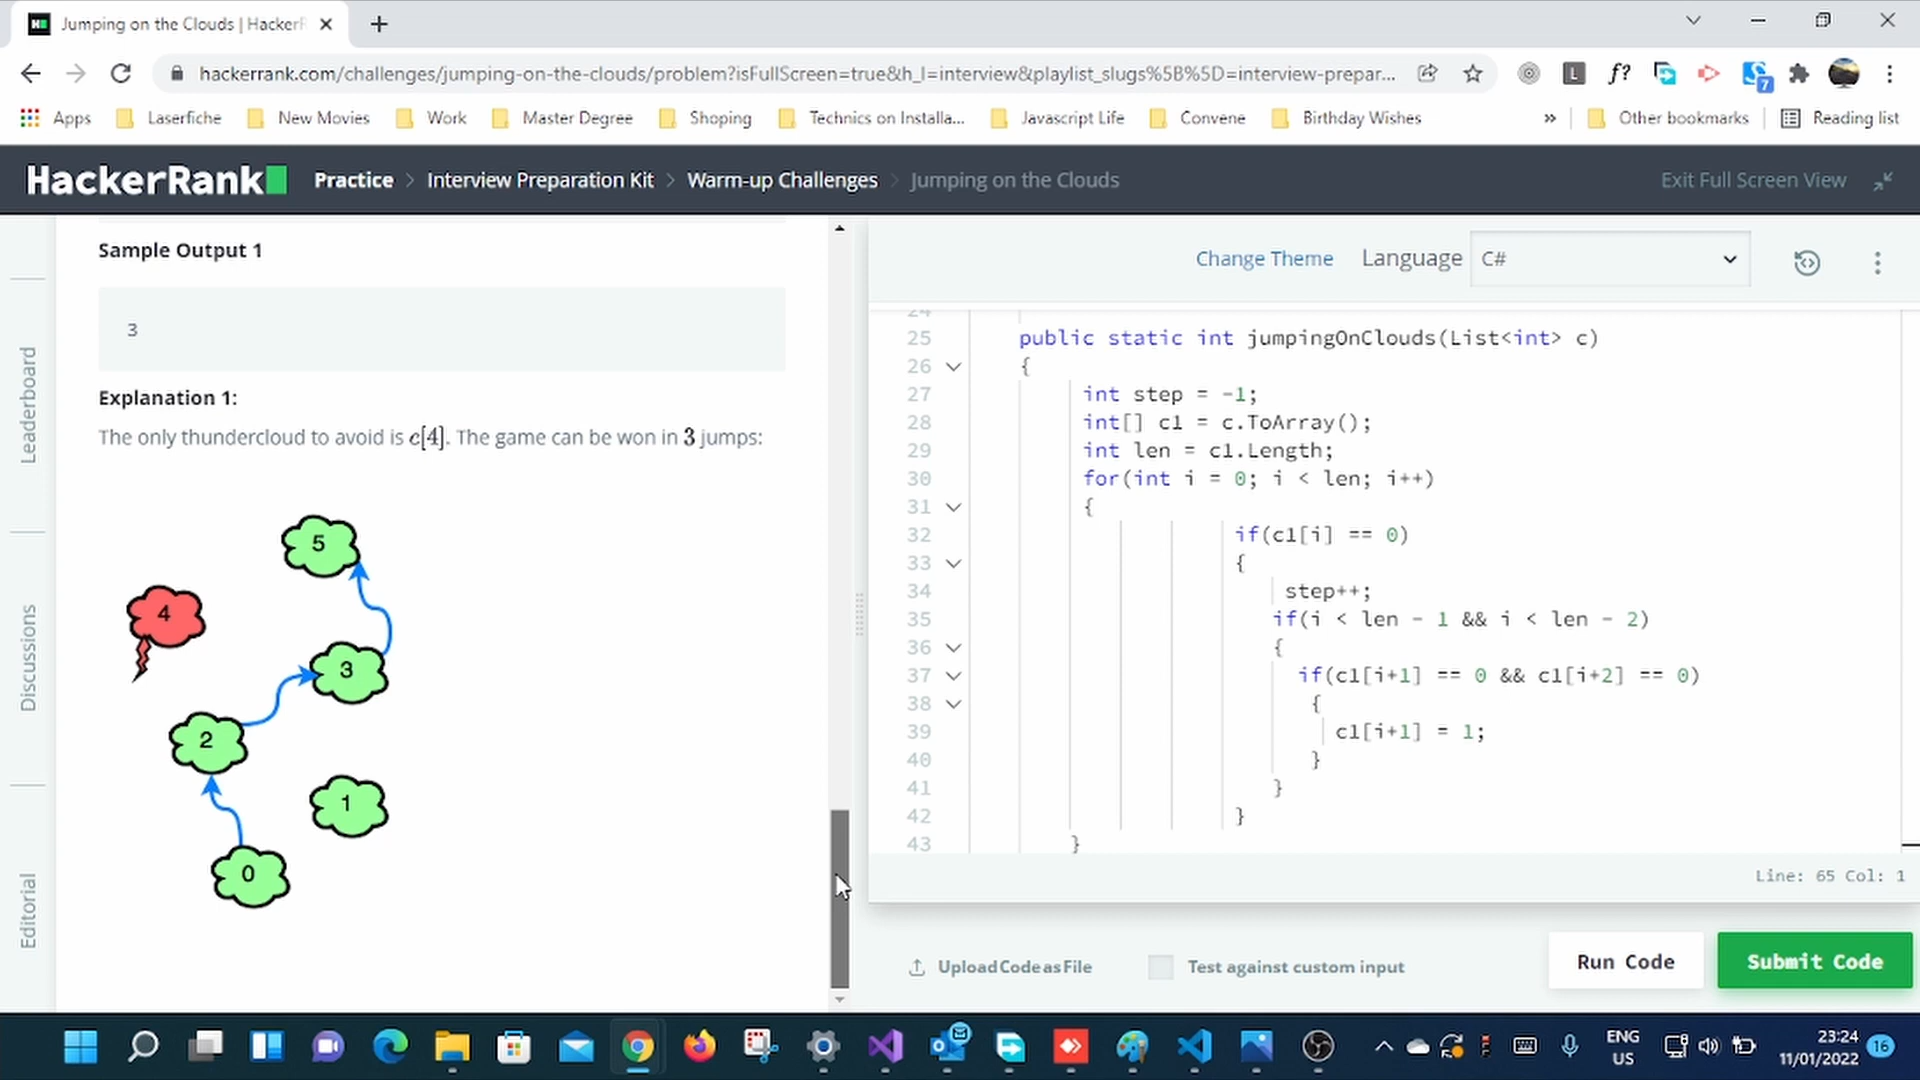 Jumping on the Clouds | HackerR
hackerrank.com/challenges/jumping-on-the-clouds/problem?isFullScreen=true&h_l=interview&playlist_slugs%5B%5D=interview-prepar...
L
f?
7
Apps
Laserfiche
New Movies
Work
Master Degree
Shoping
Technics on Installa...
Javascript Life
Convene
Birthday Wishes
»
Other bookmarks
Reading list
HackerRank
Practice > Interview Preparation Kit > Warm-up Challenges > Jumping on the Clouds
Exit Full Screen View
Leaderboard
Discussions
Editorial
Sample Output 1
3
Explanation 1:
The only thundercloud to avoid is c[4]. The game can be won in 3 jumps:
5
4
3
2
1
0
Change Theme
Language
C#
24
25 public static int jumpingOnClouds(List<int> c)
26 {
27 int step = -1;
28 int[] c1 = c.ToArray();
29 int len = c1.Length;
30 for(int i = 0; i < len; i++)
31 {
32 if(c1[i] == 0)
33 {
34 step++;
35 if(i < len - 1 && i < len - 2)
36 {
37 if(c1[i+1] == 0 && c1[i+2] == 0)
38 {
39 c1[i+1] = 1;
40 }
41 }
42 }
43 }
Line: 65 Col: 1
Upload Code as File
Test against custom input
Run Code
Submit Code
ENG
US
23:24
11/01/2022
16